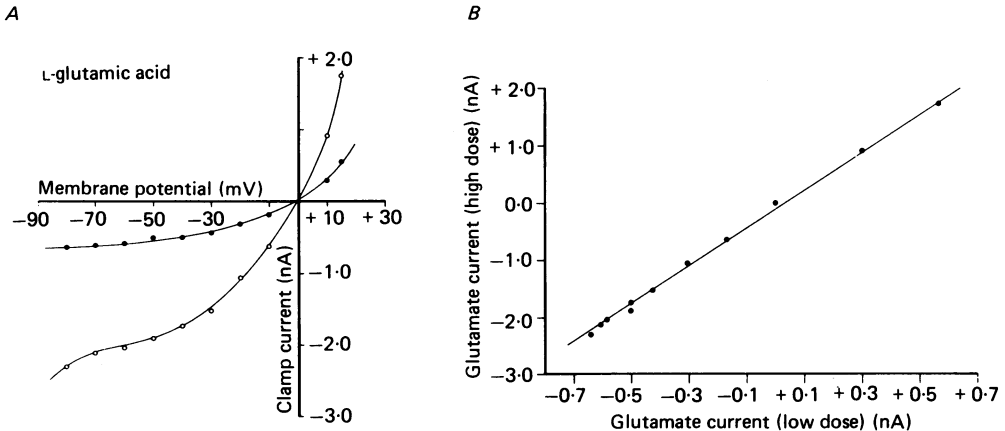 A
L-glutamic acid
+ 2·0
Membrane potential (mV)
−90 −70 −50 −30 + 10 + 30
−1·0
−2·0
−3·0
Clamp current (nA)
B
Glutamate current (high dose) (nA)
+ 2·0
+ 1·0
0·0
−1·0
−2·0
−3·0
−0·7 −0·5 −0·3 −0·1 + 0·1 + 0·3 + 0·5 + 0·7
Glutamate current (low dose) (nA)